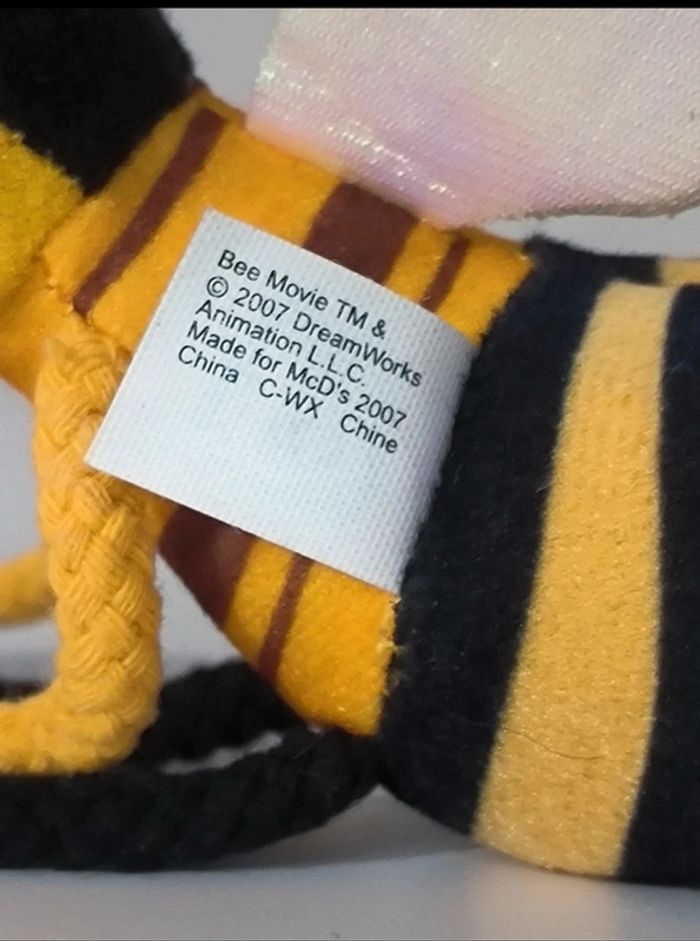 Bee Movie TM &
© 2007 DreamWorks
Animation L.L.C.
Made for McD's 2007
China C-WX Chine